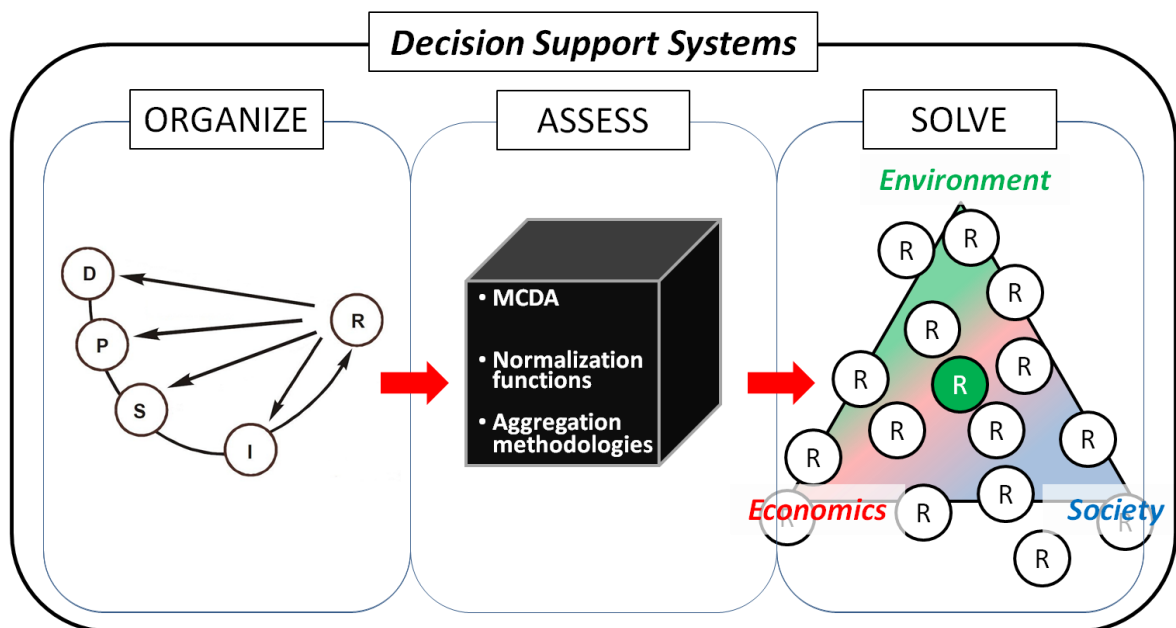 Decision Support Systems
ORGANIZE
D
P
S
I
R
ASSESS
• MCDA
• Normalization
functions
• Aggregation
methodologies
SOLVE
Environment
R
R
R
R
R
R
R
R
R
R
R
R
Economics
Society
R
R
R
R